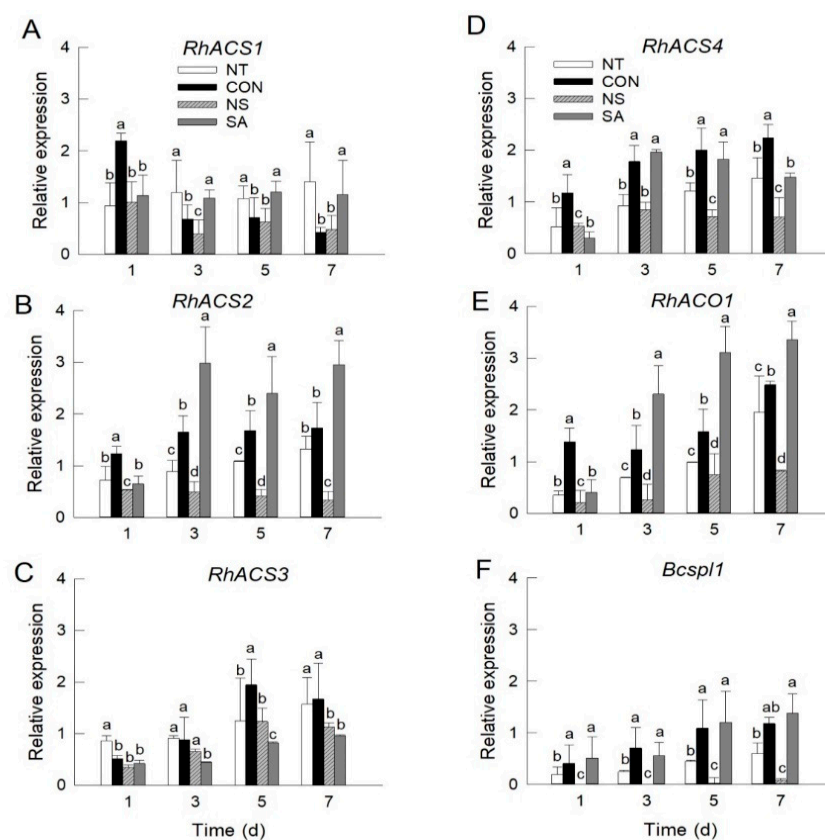 A
RhACS1
NT
CON
NS
SA
Relative expression
4
3
2
1
0
b a b b
a b c a
a b b a
a b b a
1 3 5 7
B
RhACS2
Relative expression
4
3
2
1
0
b a c b
c b d a
c b d a
b b c a
1 3 5 7
C
RhACS3
Relative expression
4
3
2
1
0
a b b b
a a a b
b a b c
a a b b
1 3 5 7
Time (d)
D
RhACS4
NT
CON
NS
SA
Relative expression
4
3
2
1
0
b a b b
b a b a
b a c a
b a b b
1 3 5 7
E
RhACO1
Relative expression
4
3
2
1
0
b a b b
c b d a
c b d a
c b d a
1 3 5 7
F
Bcspl1
Relative expression
4
3
2
1
0
b a c a
b a c a
b a c a
b ab c a
1 3 5 7
Time (d)